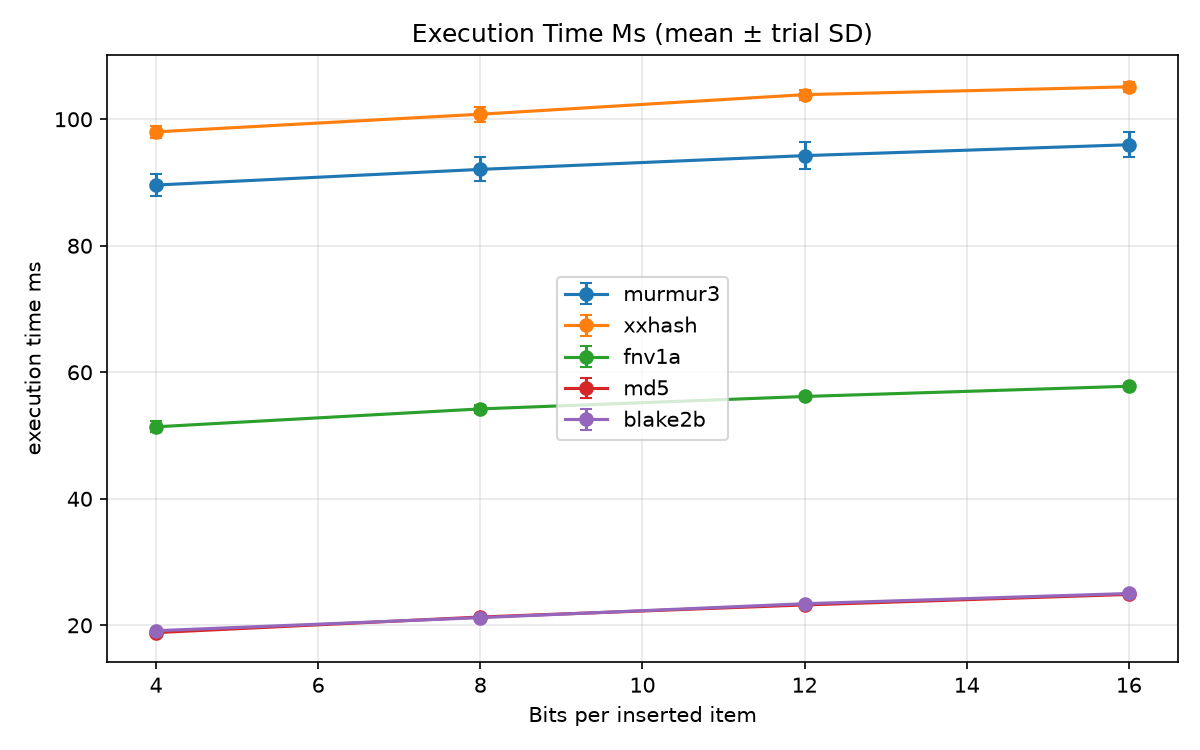 Execution Time Ms (mean ± trial SD)
execution time ms
100
80
60
40
20
murmur3
xxhash
fnv1a
md5
blake2b
4 6 8 10 12 14 16
Bits per inserted item